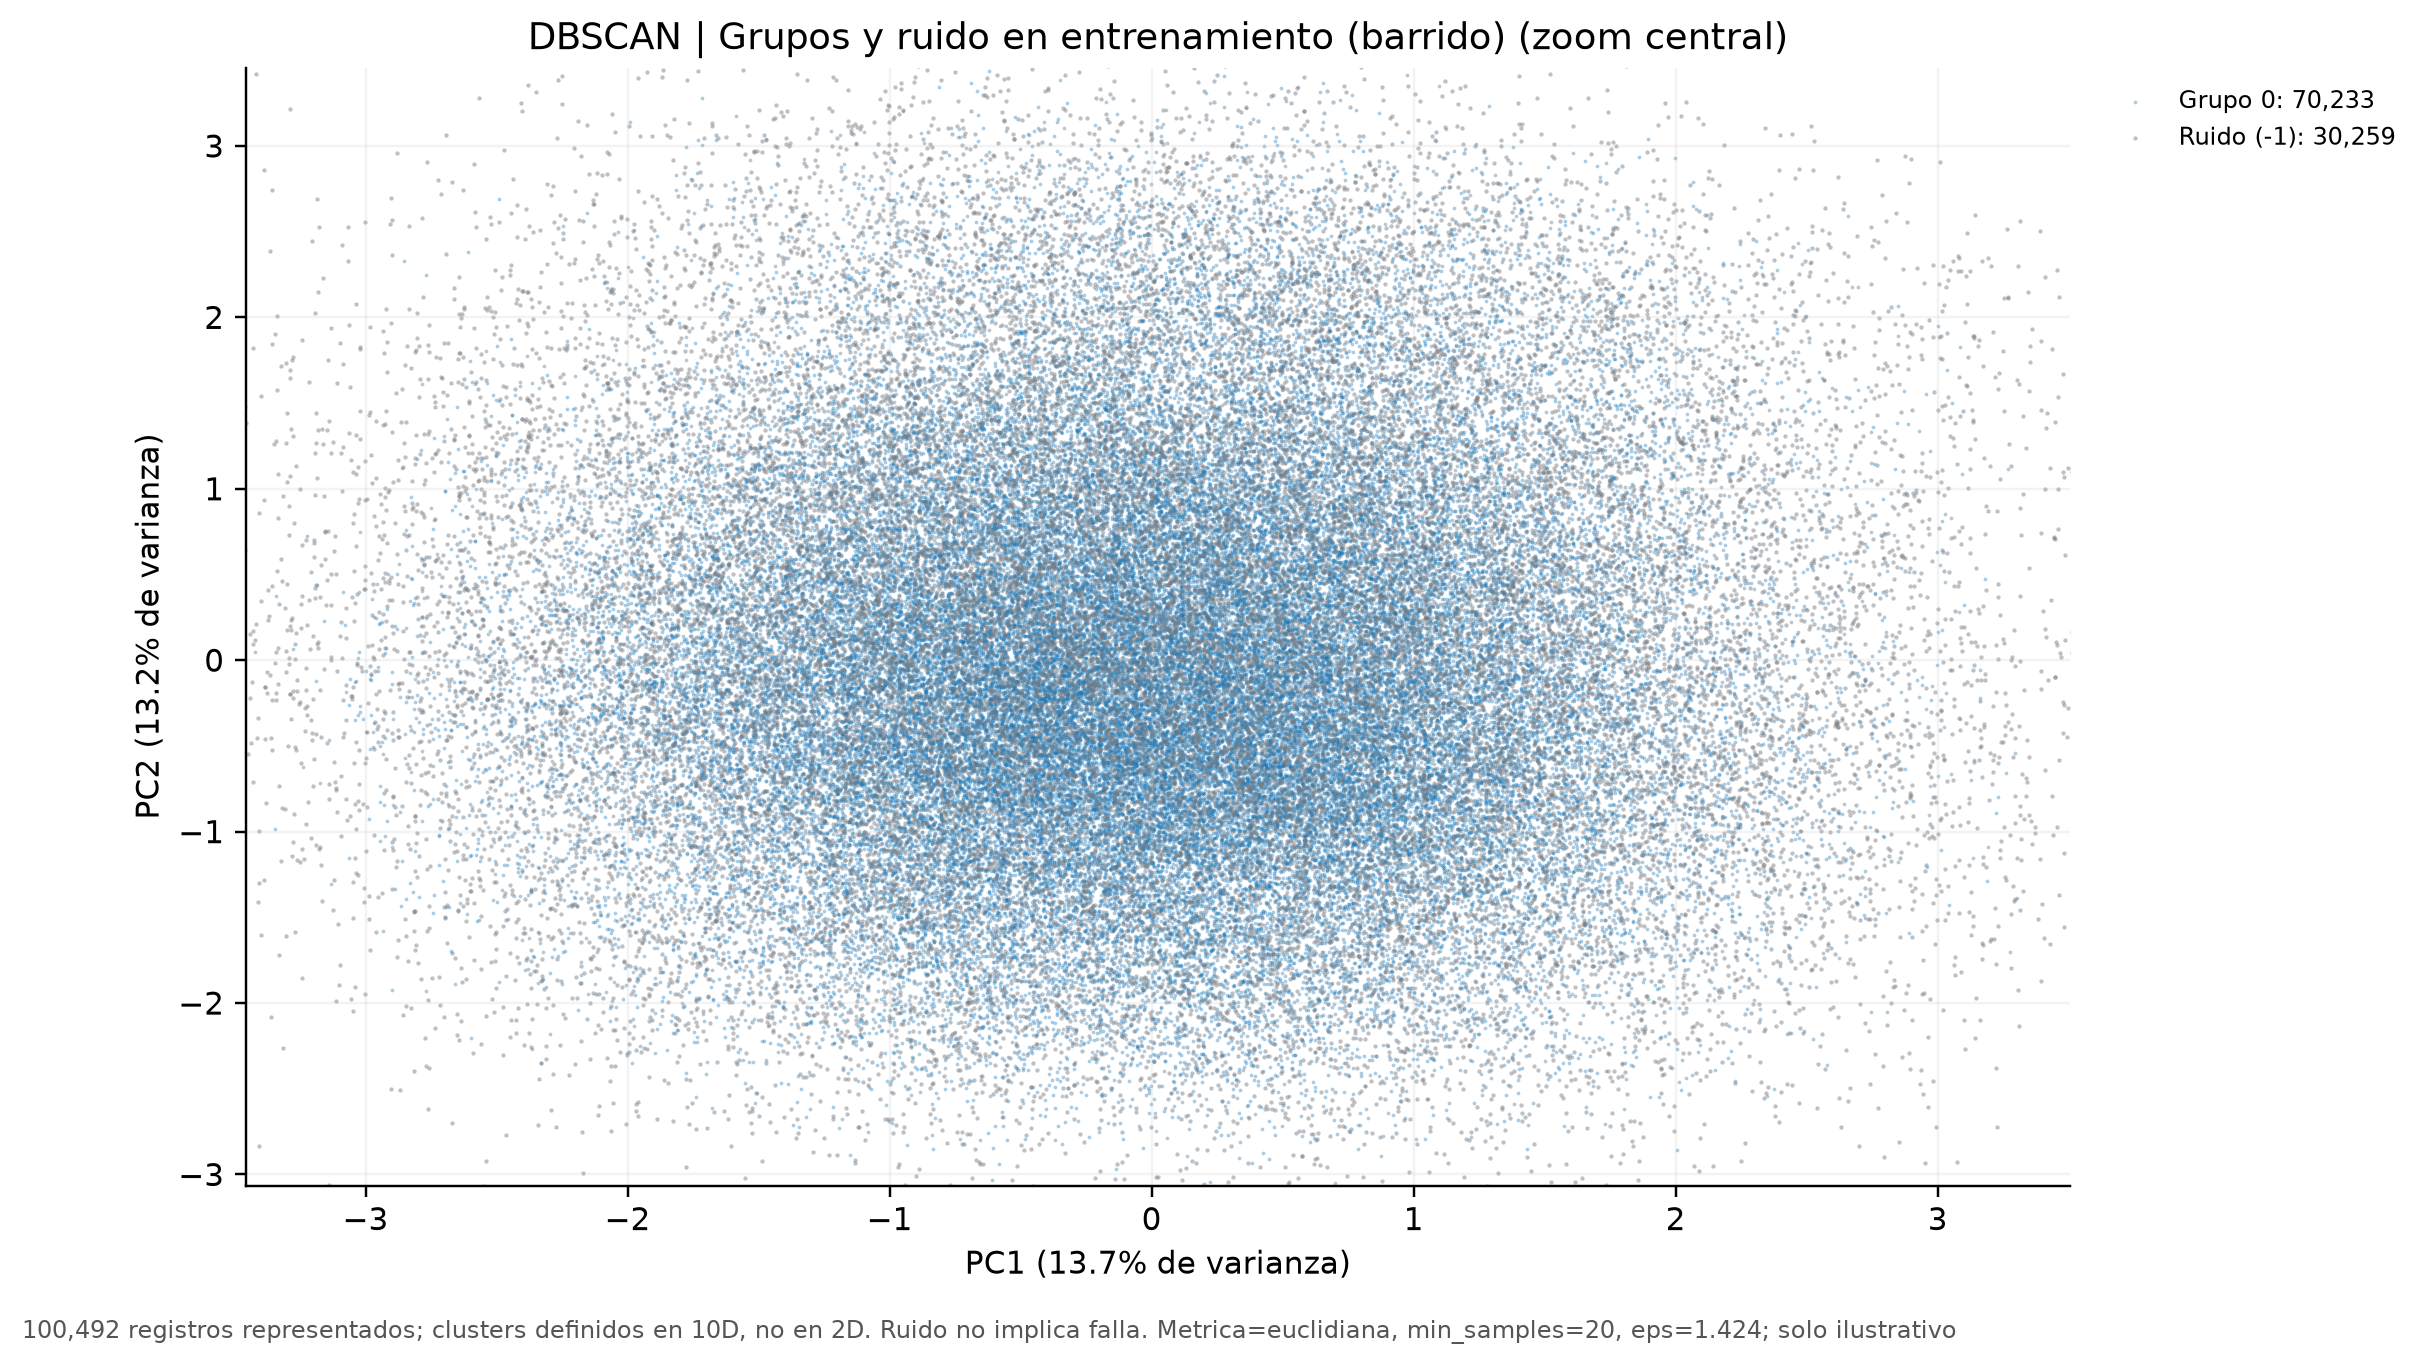 DBSCAN | Grupos y ruido en entrenamiento (barrido) (zoom central)
Grupo 0: 70,233
Ruido (-1): 30,259
3
2
1
0
−1
−2
−3
PC2 (13.2% de varianza)
−3
−2
−1
0
1
2
3
PC1 (13.7% de varianza)
100,492 registros representados; clusters definidos en 10D, no en 2D. Ruido no implica falla. Metrica=euclidiana, min_samples=20, eps=1.424; solo ilustrativo